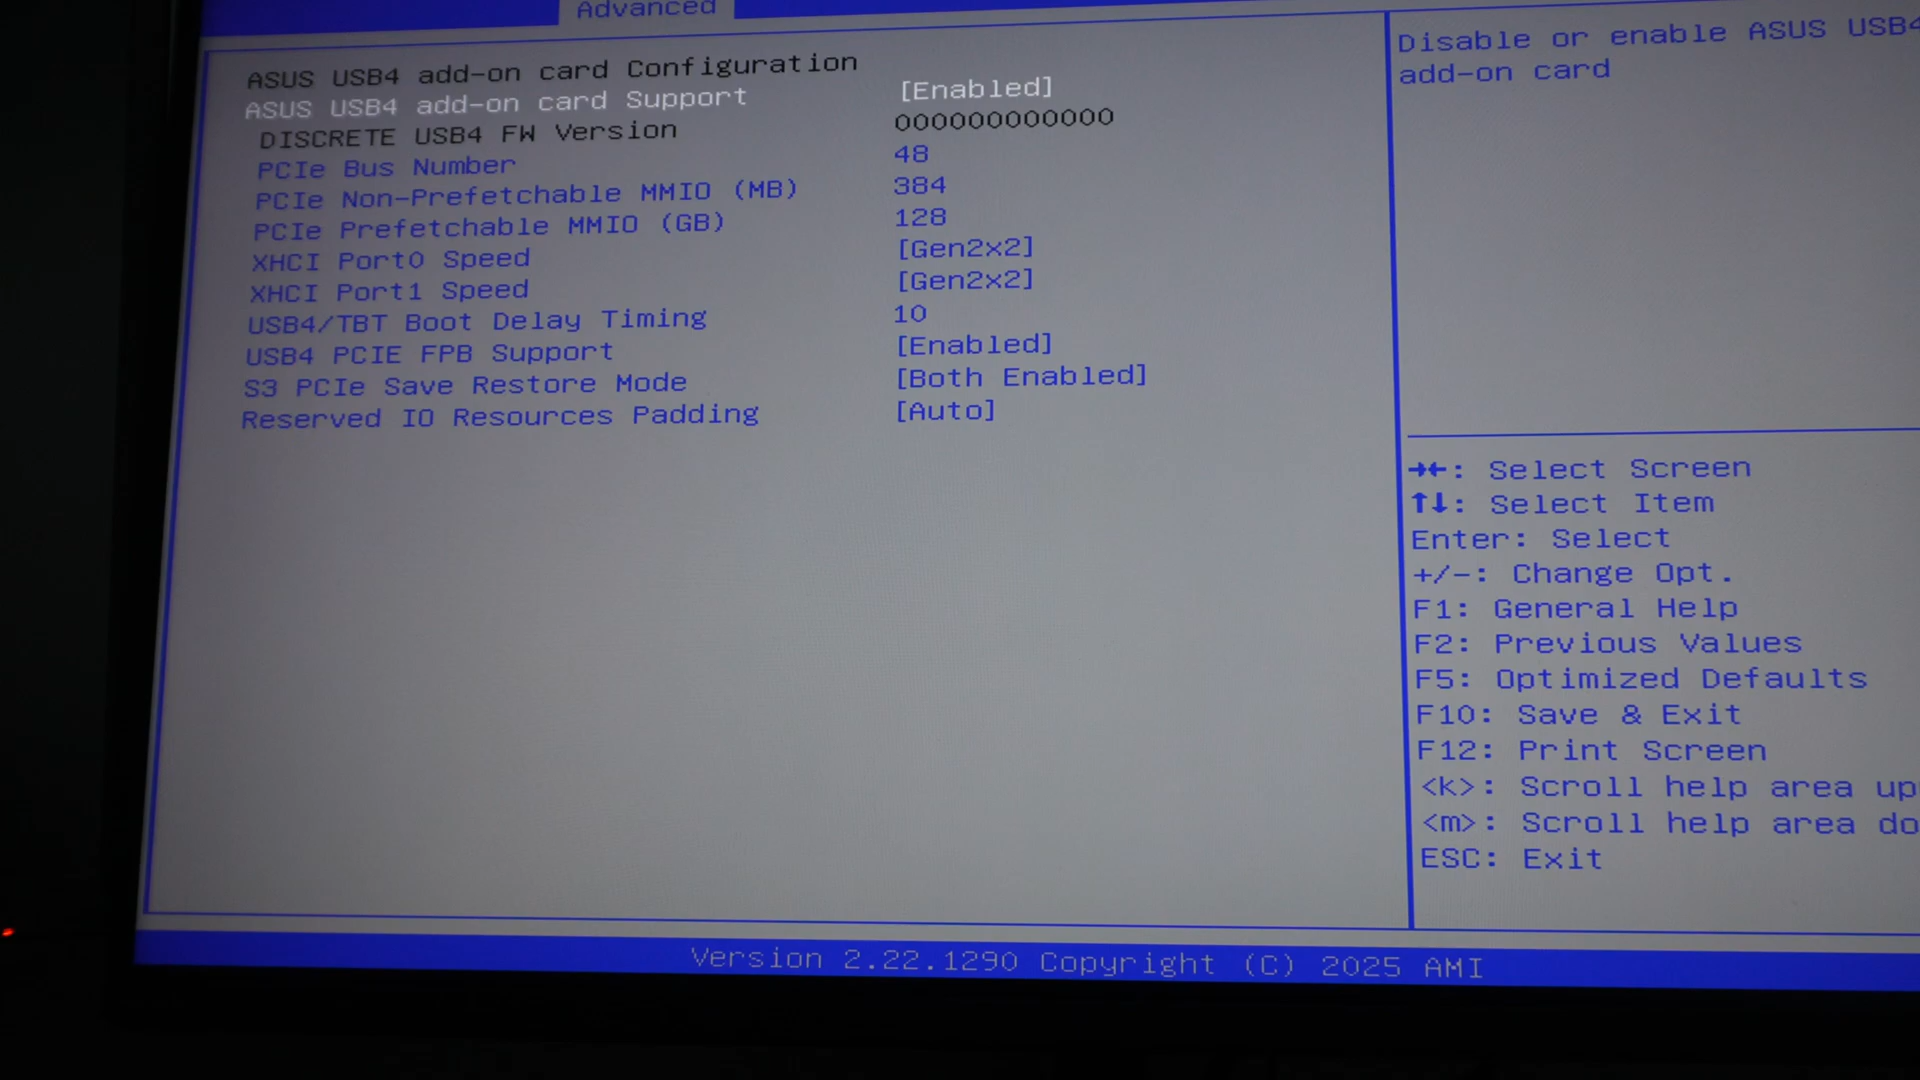 Advanced
ASUS USB4 add-on card Configuration
ASUS USB4 add-on card Support [Enabled]
DISCRETE USB4 FW Version 000000000000
PCIe Bus Number 48
PCIe Non-Prefetchable MMIO (MB) 384
PCIe Prefetchable MMIO (GB) 128
XHCI Port0 Speed [Gen2x2]
XHCI Port1 Speed [Gen2x2]
USB4/TBT Boot Delay Timing 10
USB4 PCIE FPB Support [Enabled]
S3 PCIe Save Restore Mode [Both Enabled]
Reserved IO Resources Padding [Auto]
Disable or enable ASUS USB4
add-on card
→←: Select Screen
↑↓: Select Item
Enter: Select
+/-: Change Opt.
F1: General Help
F2: Previous Values
F5: Optimized Defaults
F10: Save & Exit
F12: Print Screen
<k>: Scroll help area up
<m>: Scroll help area do
ESC: Exit
Version 2.22.1290 Copyright (C) 2025 AMI